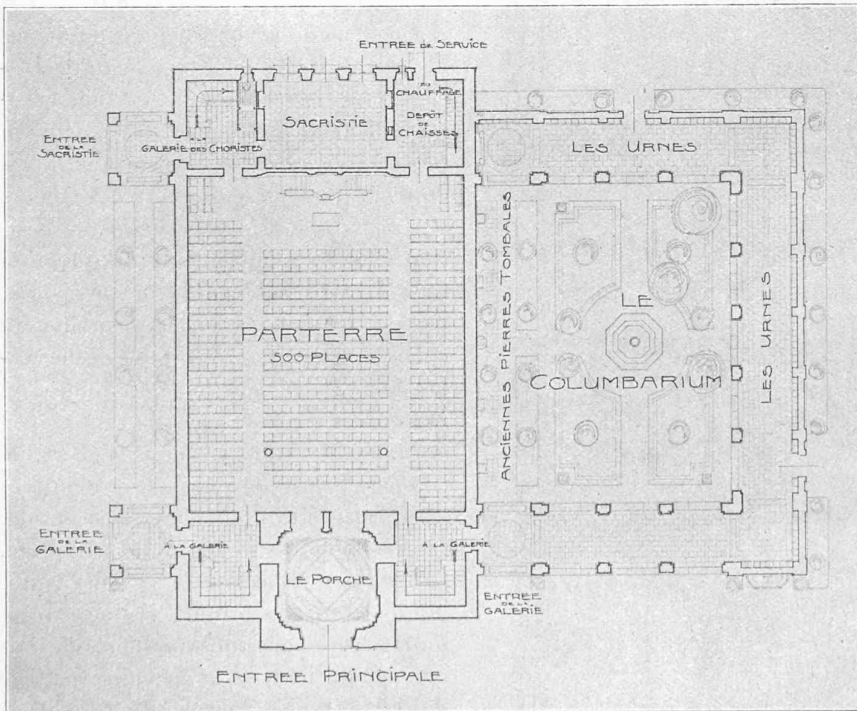 ENTREE DE SERVICE
AU
CHAUFFAGE
DEPÔT
DE
CHAISSES
SACRISTIE
ENTREE
DE LA
SACRISTIE
GALERIE DES CHORISTES
LES URNES
ANCIENNES PIERRES TOMBALES
LE
COLUMBARIUM
LES URNES
PARTERRE
500 PLACES
ENTREE
DE LA
GALERIE
A LA GALERIE
A LA GALERIE
LE PORCHE
ENTREE
DE LA
GALERIE
ENTREE PRINCIPALE